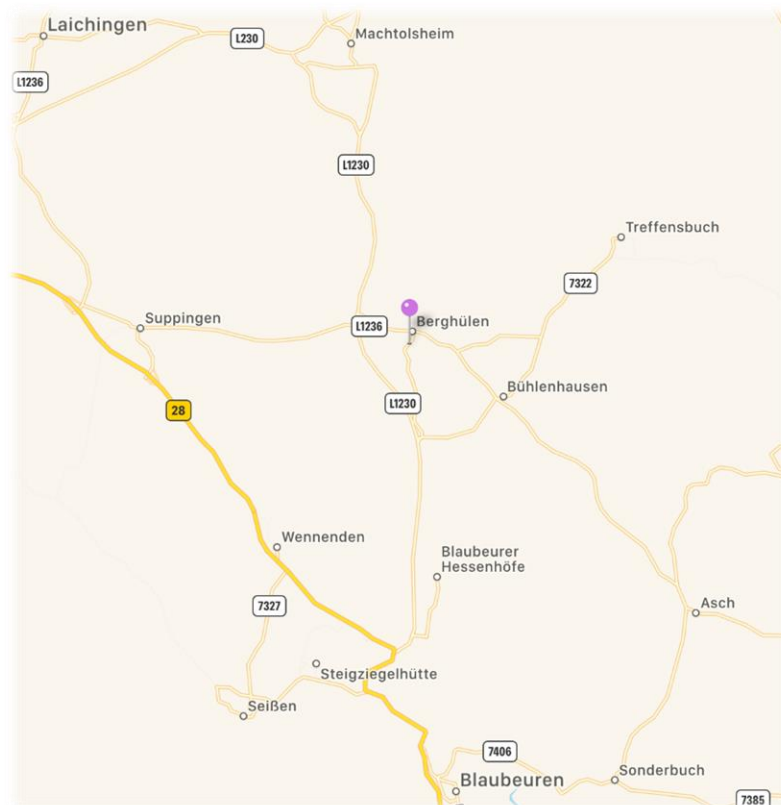 Laichingen
L230
Machtolsheim
L1236
L1230
Treffensbuch
7322
Suppingen
L1236
Berghülen
Bühlenhausen
L1230
28
Wennenden
Blaubeurer
Hessenhöfe
7327
Asch
Steigziegelhütte
Seißen
7406
Blaubeuren
Sonderbuch
7385